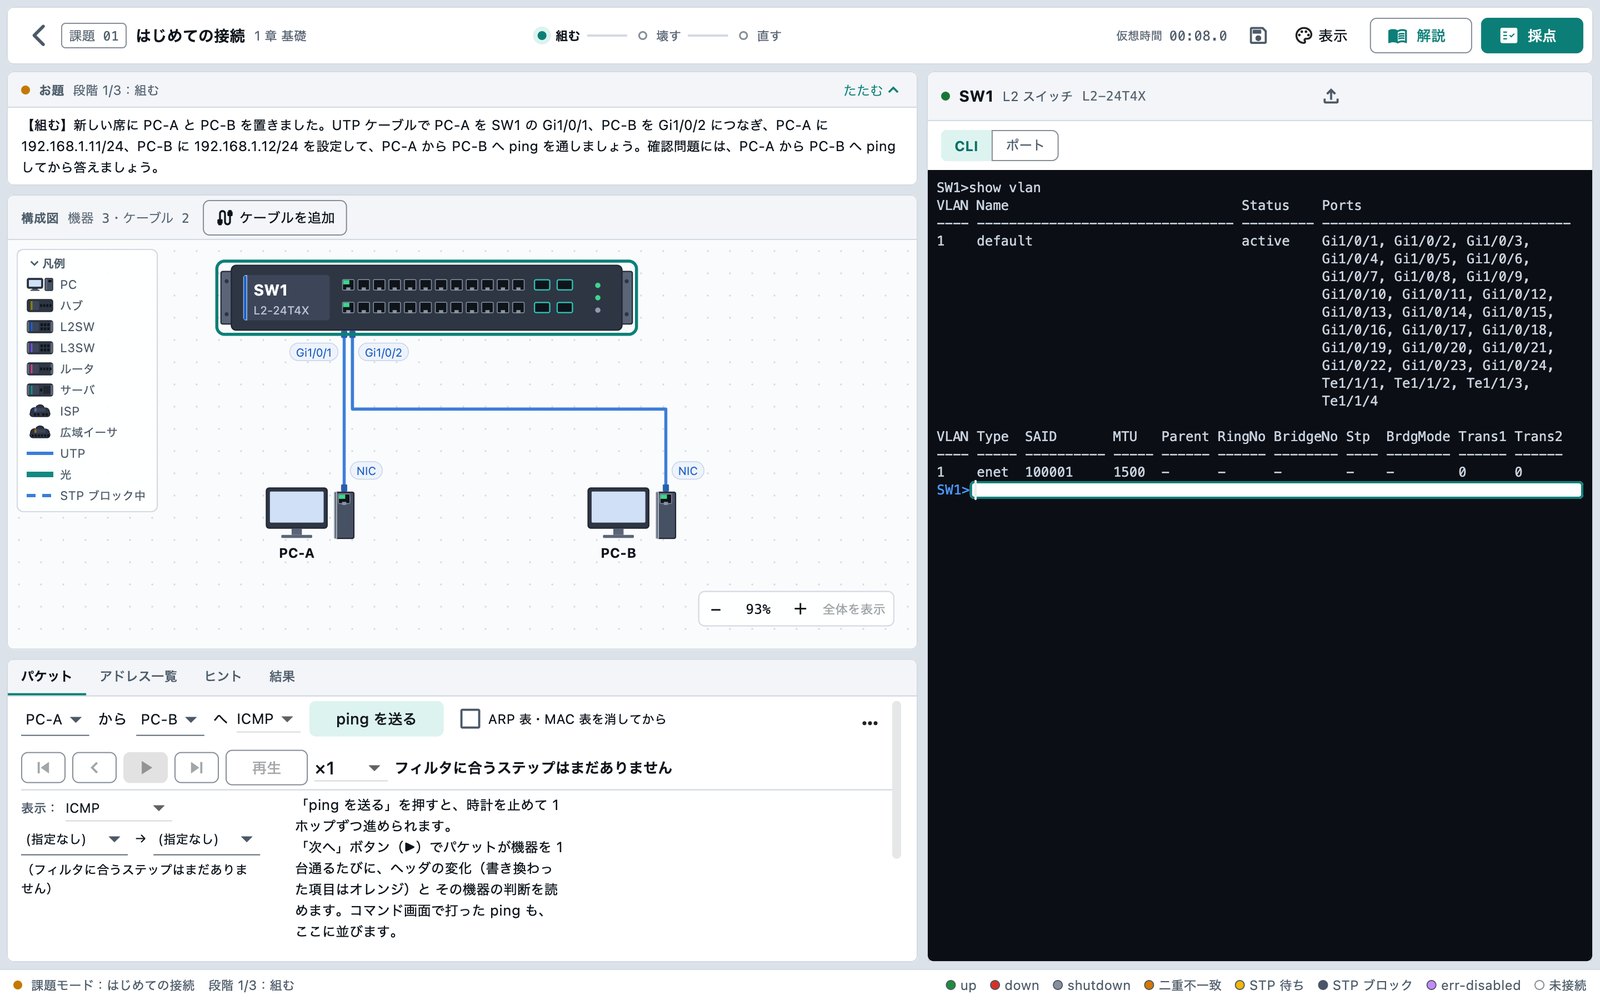 課題 01 はじめての接続 1 章 基礎
組む 壊す 直す
仮想時間 00:08.0 表示 解説 採点
お題 段階 1/3：組む たたむ
【組む】新しい席に PC-A と PC-B を置きました。UTP ケーブルで PC-A を SW1 の Gi1/0/1、PC-B を Gi1/0/2 につなぎ、PC-A に
192.168.1.11/24、PC-B に 192.168.1.12/24 を設定して、PC-A から PC-B へ ping を通しましょう。確認問題には、PC-A から PC-B へ ping
してから答えましょう。
構成図 機器 3・ケーブル 2 ケーブルを追加
凡例
PC
ハブ
L2SW
L3SW
ルータ
サーバ
ISP
広域イーサ
UTP
光
STP ブロック中
SW1
L2-24T4X
Gi1/0/1 Gi1/0/2
NIC NIC
PC-A PC-B
− 93% + 全体を表示
パケット アドレス一覧 ヒント 結果
PC-A から PC-B へ ICMP ping を送る ARP 表・MAC 表を消してから
再生 ×1 フィルタに合うステップはまだありません
表示： ICMP
(指定なし) → (指定なし)
（フィルタに合うステップはまだありま
せん）
「ping を送る」を押すと、時計を止めて 1
ホップずつ進められます。
「次へ」ボタン（▶）でパケットが機器を 1
台通るたびに、ヘッダの変化（書き換わっ
た項目はオレンジ）と その機器の判断を読
めます。コマンド画面で打った ping も、
ここに並びます。
SW1 L2 スイッチ L2-24T4X
CLI ポート
SW1>show vlan
VLAN Name Status Ports
---- -------------------------------- --------- -------------------------------
1 default active Gi1/0/1, Gi1/0/2, Gi1/0/3,
Gi1/0/4, Gi1/0/5, Gi1/0/6,
Gi1/0/7, Gi1/0/8, Gi1/0/9,
Gi1/0/10, Gi1/0/11, Gi1/0/12,
Gi1/0/13, Gi1/0/14, Gi1/0/15,
Gi1/0/16, Gi1/0/17, Gi1/0/18,
Gi1/0/19, Gi1/0/20, Gi1/0/21,
Gi1/0/22, Gi1/0/23, Gi1/0/24,
Te1/1/1, Te1/1/2, Te1/1/3,
Te1/1/4
VLAN Type SAID MTU Parent RingNo BridgeNo Stp BrdgMode Trans1 Trans2
---- ----- ---------- ----- ------ ------ -------- ---- -------- ------ ------
1 enet 100001 1500 - - - - - 0 0
SW1>
課題モード：はじめての接続 段階 1/3：組む
up down shutdown 二重不一致 STP 待ち STP ブロック err-disabled 未接続